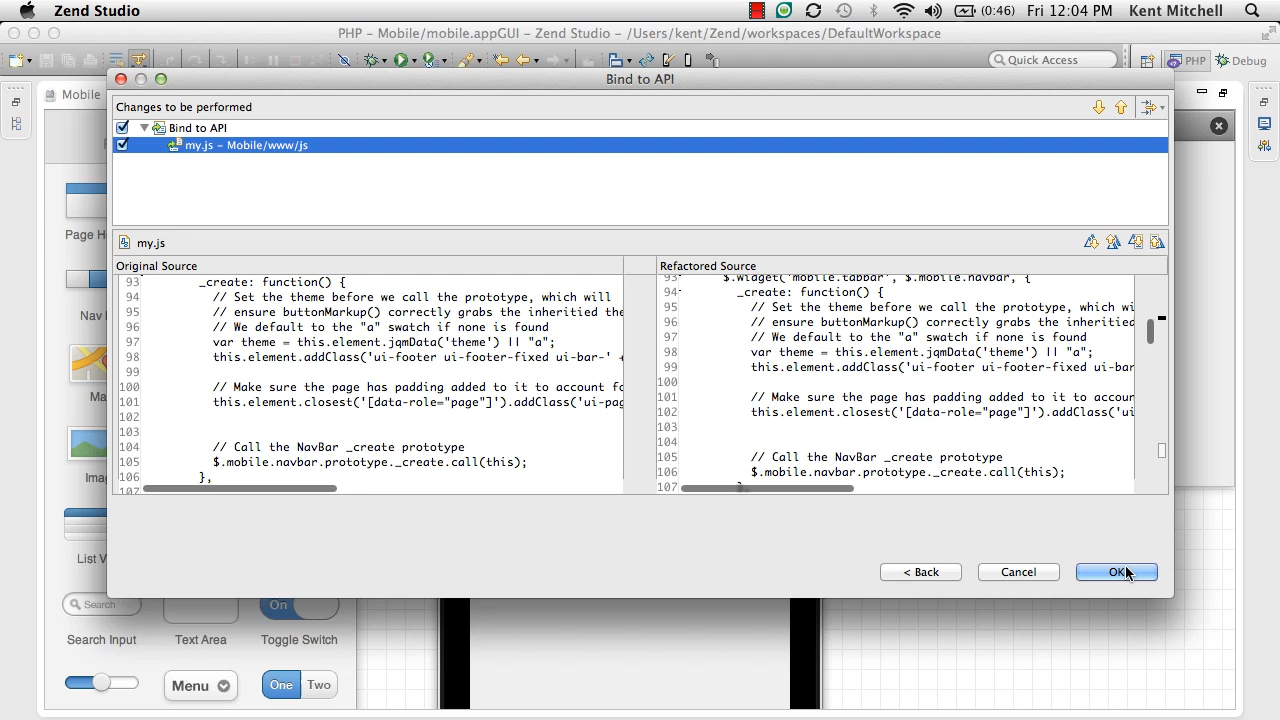 Zend Studio
(0:46) Fri 12:04 PM Kent Mitchell
PHP – Mobile/mobile.appGUI – Zend Studio – /Users/kent/Zend/workspaces/DefaultWorkspace
Quick Access
PHP
Debug
Mobile
Bind to API
Changes to be performed
Bind to API
my.js – Mobile/www/js
my.js
Original Source
Refactored Source
93 _create: function() {
94 // Set the theme before we call the prototype, which will
95 // ensure buttonMarkup() correctly grabs the inheritied the
96 // We default to the "a" swatch if none is found
97 var theme = this.element.jqmData('theme') || "a";
98 this.element.addClass('ui-footer ui-footer-fixed ui-bar-' +
99
100 // Make sure the page has padding added to it to account fo
101 this.element.closest('[data-role="page"]').addClass('ui-pag
102
103
104 // Call the NavBar _create prototype
105 $.mobile.navbar.prototype._create.call(this);
106 },
107
93 $.widget('mobile.tabbar', $.mobile.navbar, {
94 _create: function() {
95 // Set the theme before we call the prototype, which wi
96 // ensure buttonMarkup() correctly grabs the inheritied
97 // We default to the "a" swatch if none is found
98 var theme = this.element.jqmData('theme') || "a";
99 this.element.addClass('ui-footer ui-footer-fixed ui-bar
100
101 // Make sure the page has padding added to it to accour
102 this.element.closest('[data-role="page"]').addClass('ui
103
104
105 // Call the NavBar _create prototype
106 $.mobile.navbar.prototype._create.call(this);
107
< Back
Cancel
OK
Page H
Nav
Ma
Imag
List V
Search
On
Search Input
Text Area
Toggle Switch
Menu
One
Two